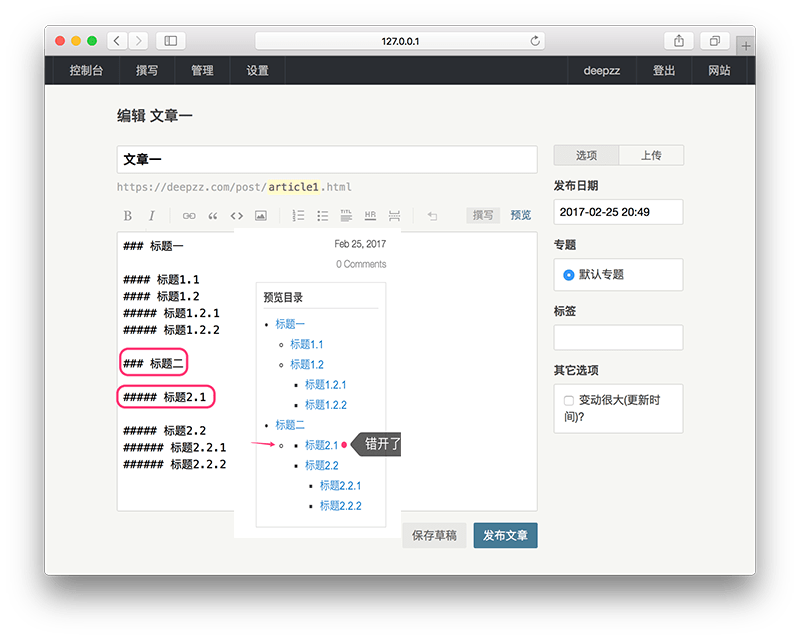 127.0.0.1
控制台 撰写 管理 设置 deepzz 登出 网站
编辑 文章一
文章一
https://deepzz.com/post/article1.html
B I TITL HR 撰写 预览
### 标题一
#### 标题1.1
#### 标题1.2
##### 标题1.2.1
##### 标题1.2.2
### 标题二
##### 标题2.1
##### 标题2.2
###### 标题2.2.1
###### 标题2.2.2
Feb 25, 2017
0 Comments
预览目录
标题一
标题1.1
标题1.2
标题1.2.1
标题1.2.2
标题二
标题2.1
错开了
标题2.2
标题2.2.1
标题2.2.2
保存草稿 发布文章
选项 上传
发布日期
2017-02-25 20:49
专题
默认专题
标签
其它选项
变动很大(更新时
间)?